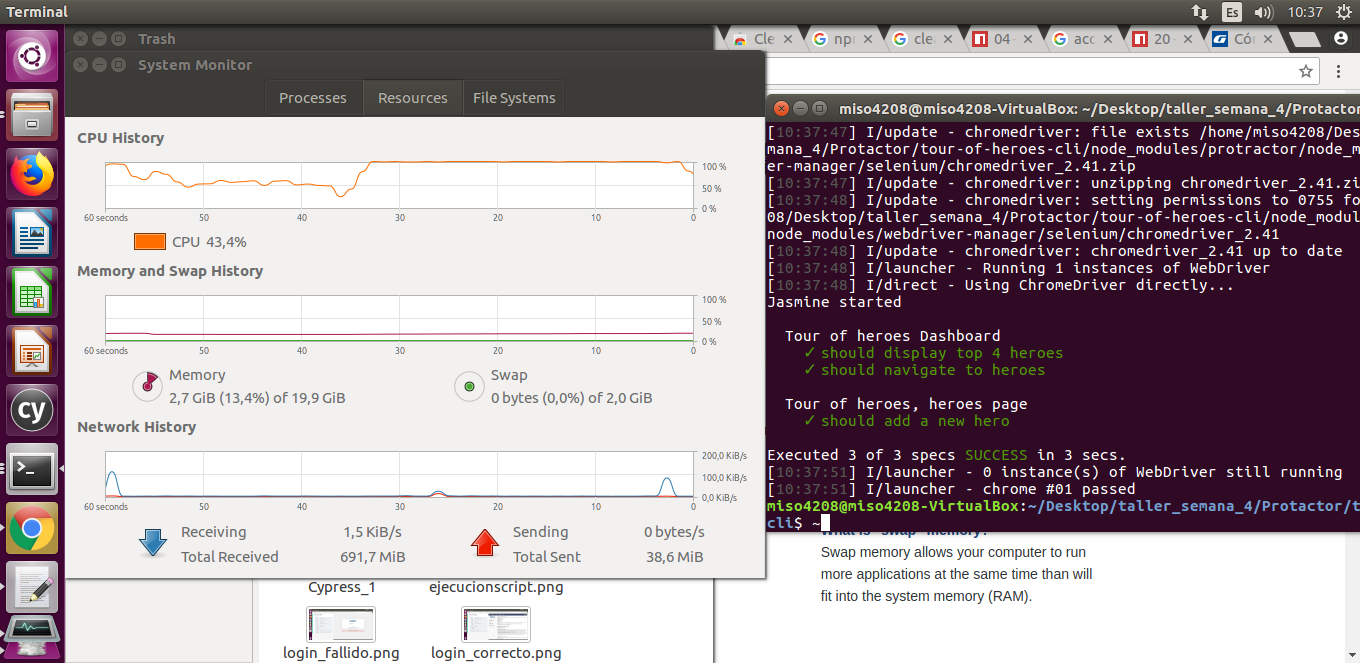 Terminal
Es
10:37
Trash
System Monitor
Processes
Resources
File Systems
CPU History
100 %
50 %
0 %
60 seconds
50
40
30
20
10
0
CPU 43,4%
Memory and Swap History
100 %
50 %
0 %
60 seconds
50
40
30
20
10
0
Memory
2,7 GiB (13,4%) of 19,9 GiB
Swap
0 bytes (0,0%) of 2,0 GiB
Network History
200,0 KiB/s
100,0 KiB/s
0,0 KiB/s
60 seconds
50
40
30
20
10
0
Receiving
1,5 KiB/s
Total Received
691,7 MiB
Sending
0 bytes/s
Total Sent
38,6 MiB
cy
Cypress_1
ejecucionscript.png
login_fallido.png
login_correcto.png
Cle
npr
cle
04
acc
20
Có
miso4208@miso4208-VirtualBox: ~/Desktop/taller_semana_4/Protactor
[10:37:47] I/update - chromedriver: file exists /home/miso4208/Des
mana_4/Protactor/tour-of-heroes-cli/node_modules/protractor/node_m
er-manager/selenium/chromedriver_2.41.zip
[10:37:47] I/update - chromedriver: unzipping chromedriver_2.41.zi
[10:37:48] I/update - chromedriver: setting permissions to 0755 fo
08/Desktop/taller_semana_4/Protactor/tour-of-heroes-cli/node_modul
node_modules/webdriver-manager/selenium/chromedriver_2.41
[10:37:48] I/update - chromedriver: chromedriver_2.41 up to date
[10:37:48] I/launcher - Running 1 instances of WebDriver
[10:37:48] I/direct - Using ChromeDriver directly...
Jasmine started
Tour of heroes Dashboard
✓ should display top 4 heroes
✓ should navigate to heroes
Tour of heroes, heroes page
✓ should add a new hero
Executed 3 of 3 specs SUCCESS in 3 secs.
[10:37:51] I/launcher - 0 instance(s) of WebDriver still running
[10:37:51] I/launcher - chrome #01 passed
miso4208@miso4208-VirtualBox:~/Desktop/taller_semana_4/Protactor/t
cli$ ~
What is "swap" memory?
Swap memory allows your computer to run
more applications at the same time than will
fit into the system memory (RAM).